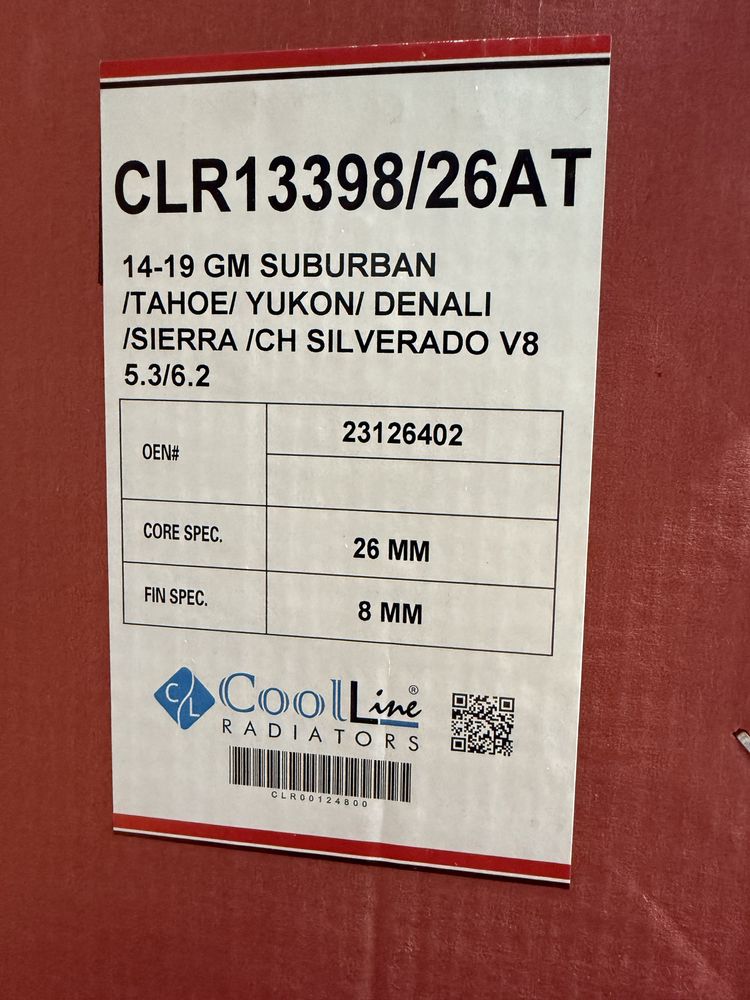 CLR13398/26AT
14-19 GM SUBURBAN
/TAHOE/ YUKON/ DENALI
/SIERRA /CH SILVERADO V8
5.3/6.2
OEN# 23126402
CORE SPEC. 26 MM
FIN SPEC. 8 MM
CL CoolLine®
RADIATORS
CLR00124800